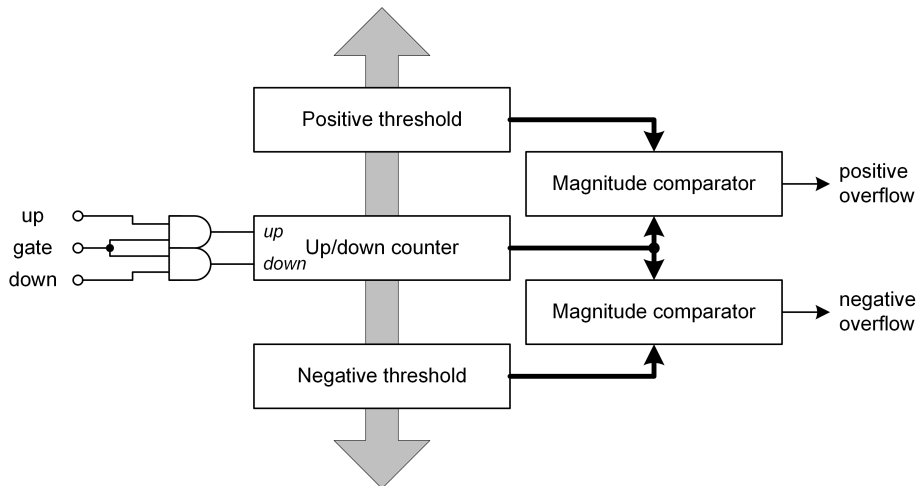 Positive threshold
Magnitude comparator
positive
overflow
up
gate
down
up
Up/down counter
down
Magnitude comparator
negative
overflow
Negative threshold